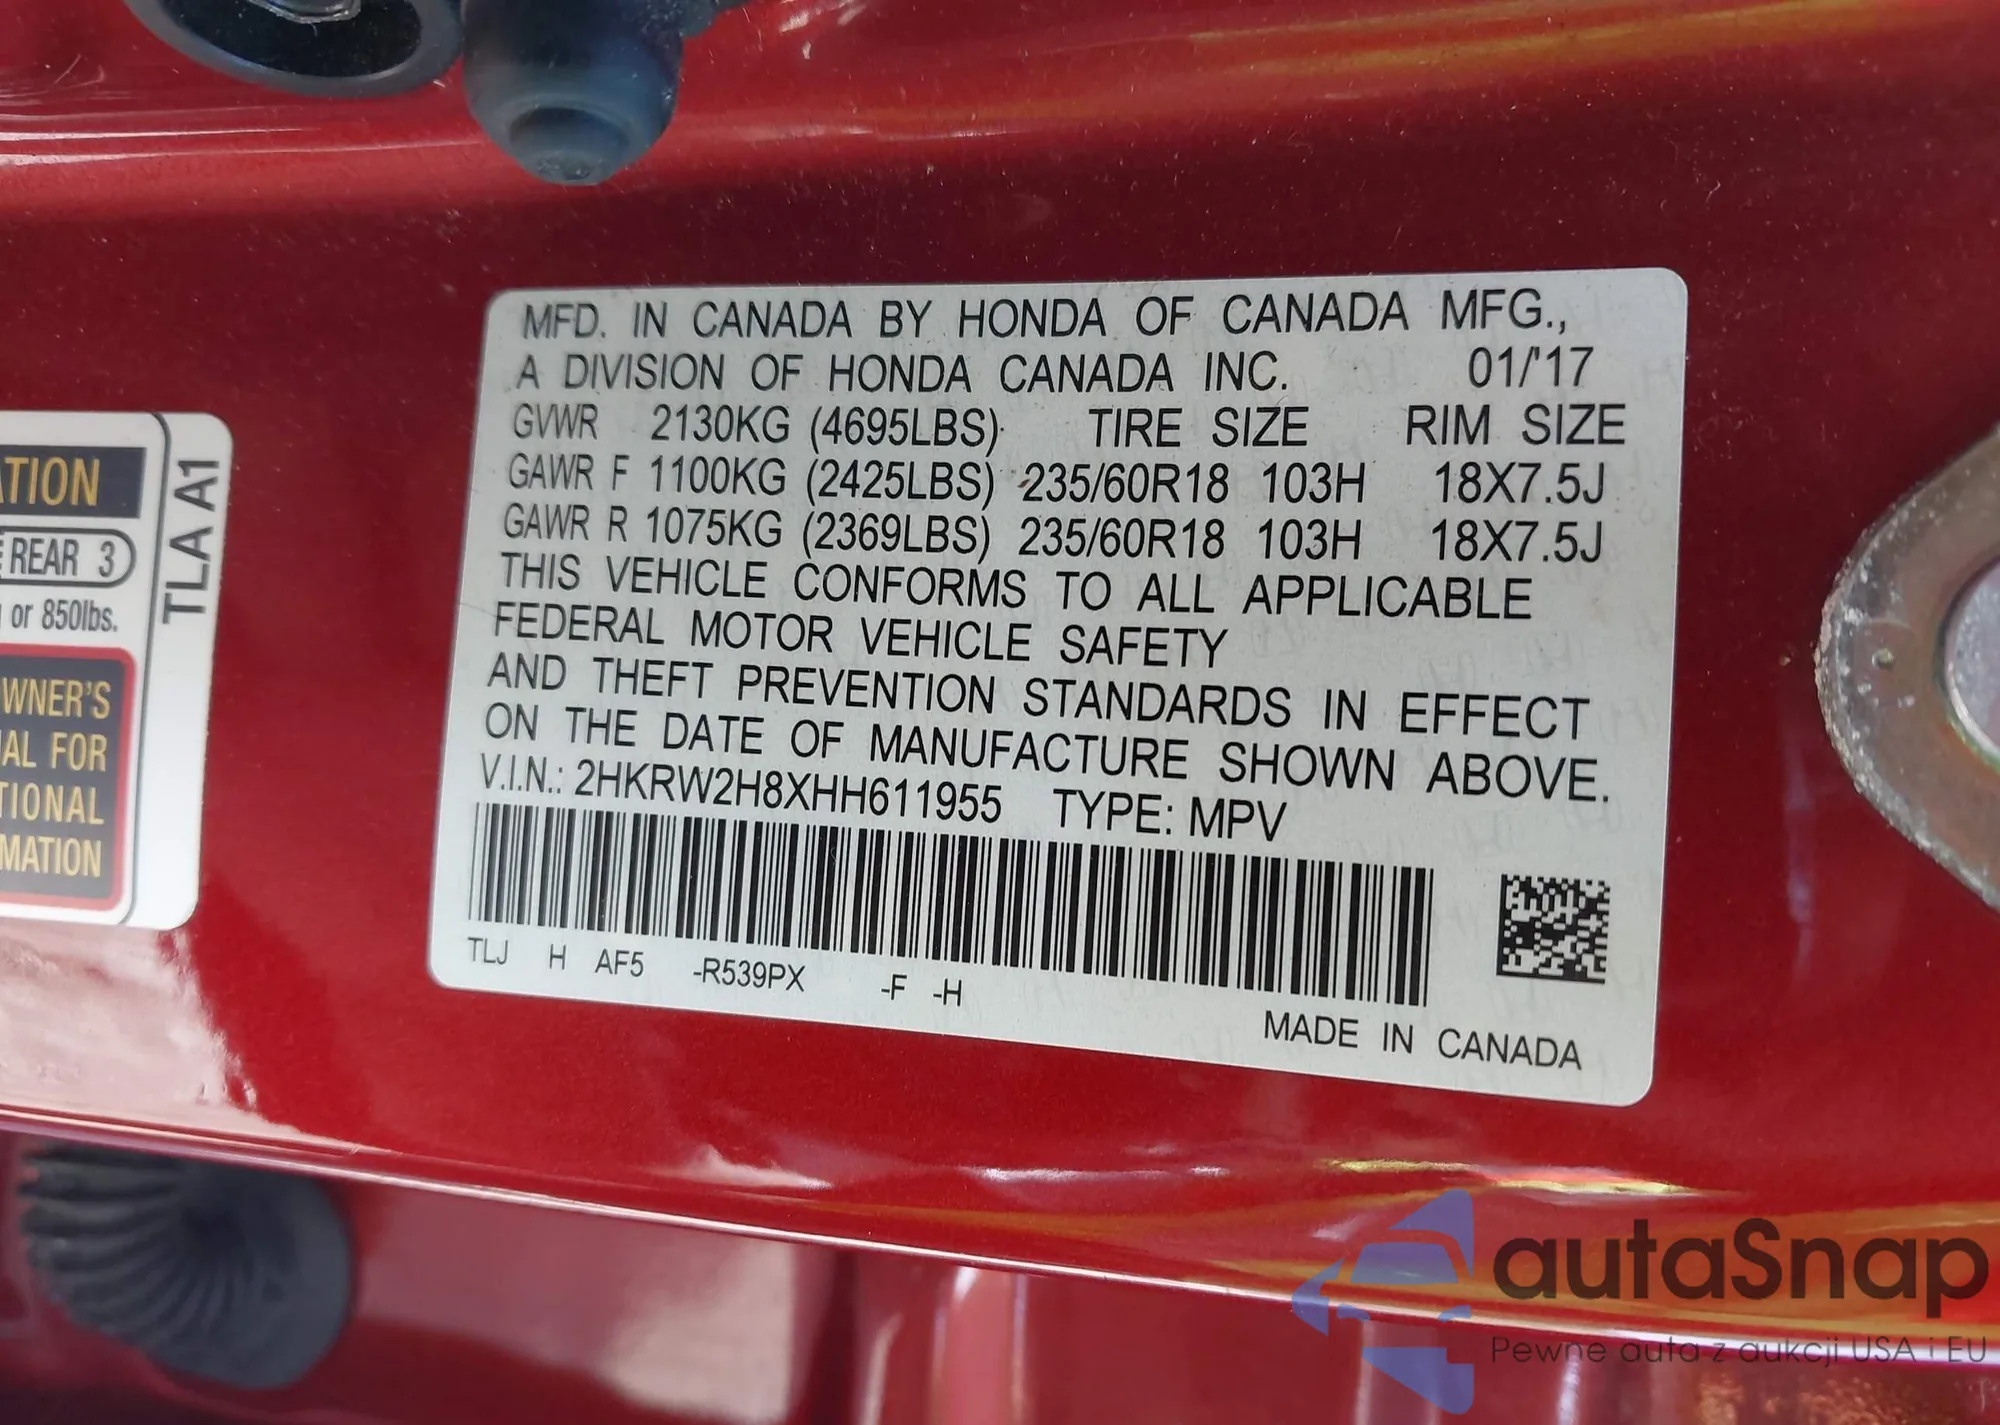 MFD. IN CANADA BY HONDA OF CANADA MFG.,
A DIVISION OF HONDA CANADA INC. 01/'17
GVWR 2130KG (4695LBS) TIRE SIZE RIM SIZE
GAWR F 1100KG (2425LBS) 235/60R18 103H 18X7.5J
GAWR R 1075KG (2369LBS) 235/60R18 103H 18X7.5J
THIS VEHICLE CONFORMS TO ALL APPLICABLE
FEDERAL MOTOR VEHICLE SAFETY
AND THEFT PREVENTION STANDARDS IN EFFECT
ON THE DATE OF MANUFACTURE SHOWN ABOVE.
V.I.N.: 2HKRW2H8XHH611955 TYPE: MPV
TLJ H AF5 -R539PX -F -H
MADE IN CANADA
ATION
REAR 3
or 850lbs.
WNER'S
AL FOR
TIONAL
MATION
TLA A1
autaSnap
Pewne auta z aukcji USA i EU